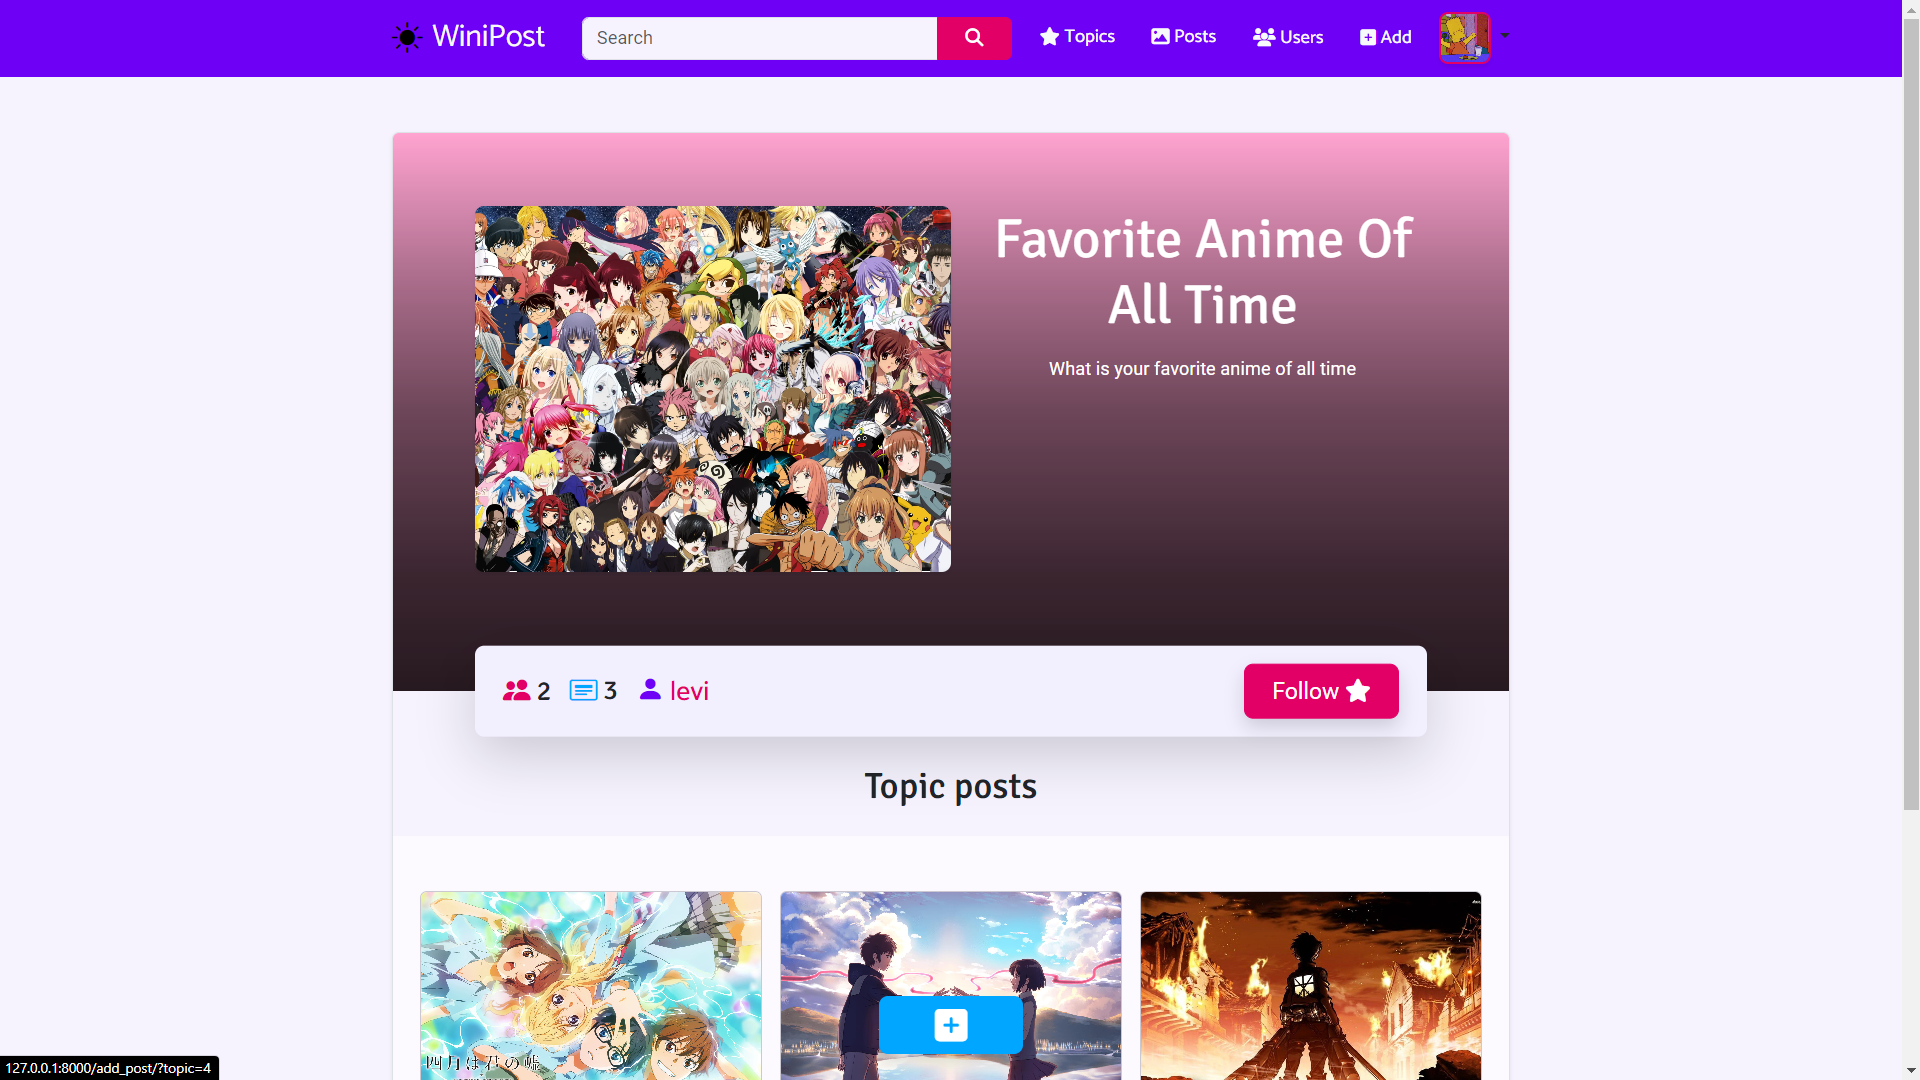 WiniPost
Search
Topics
Posts
Users
Add
Favorite Anime Of
All Time
What is your favorite anime of all time
2
3
levi
Follow
Topic posts
四月は君の嘘
127.0.0.1:8000/add_post/?topic=4